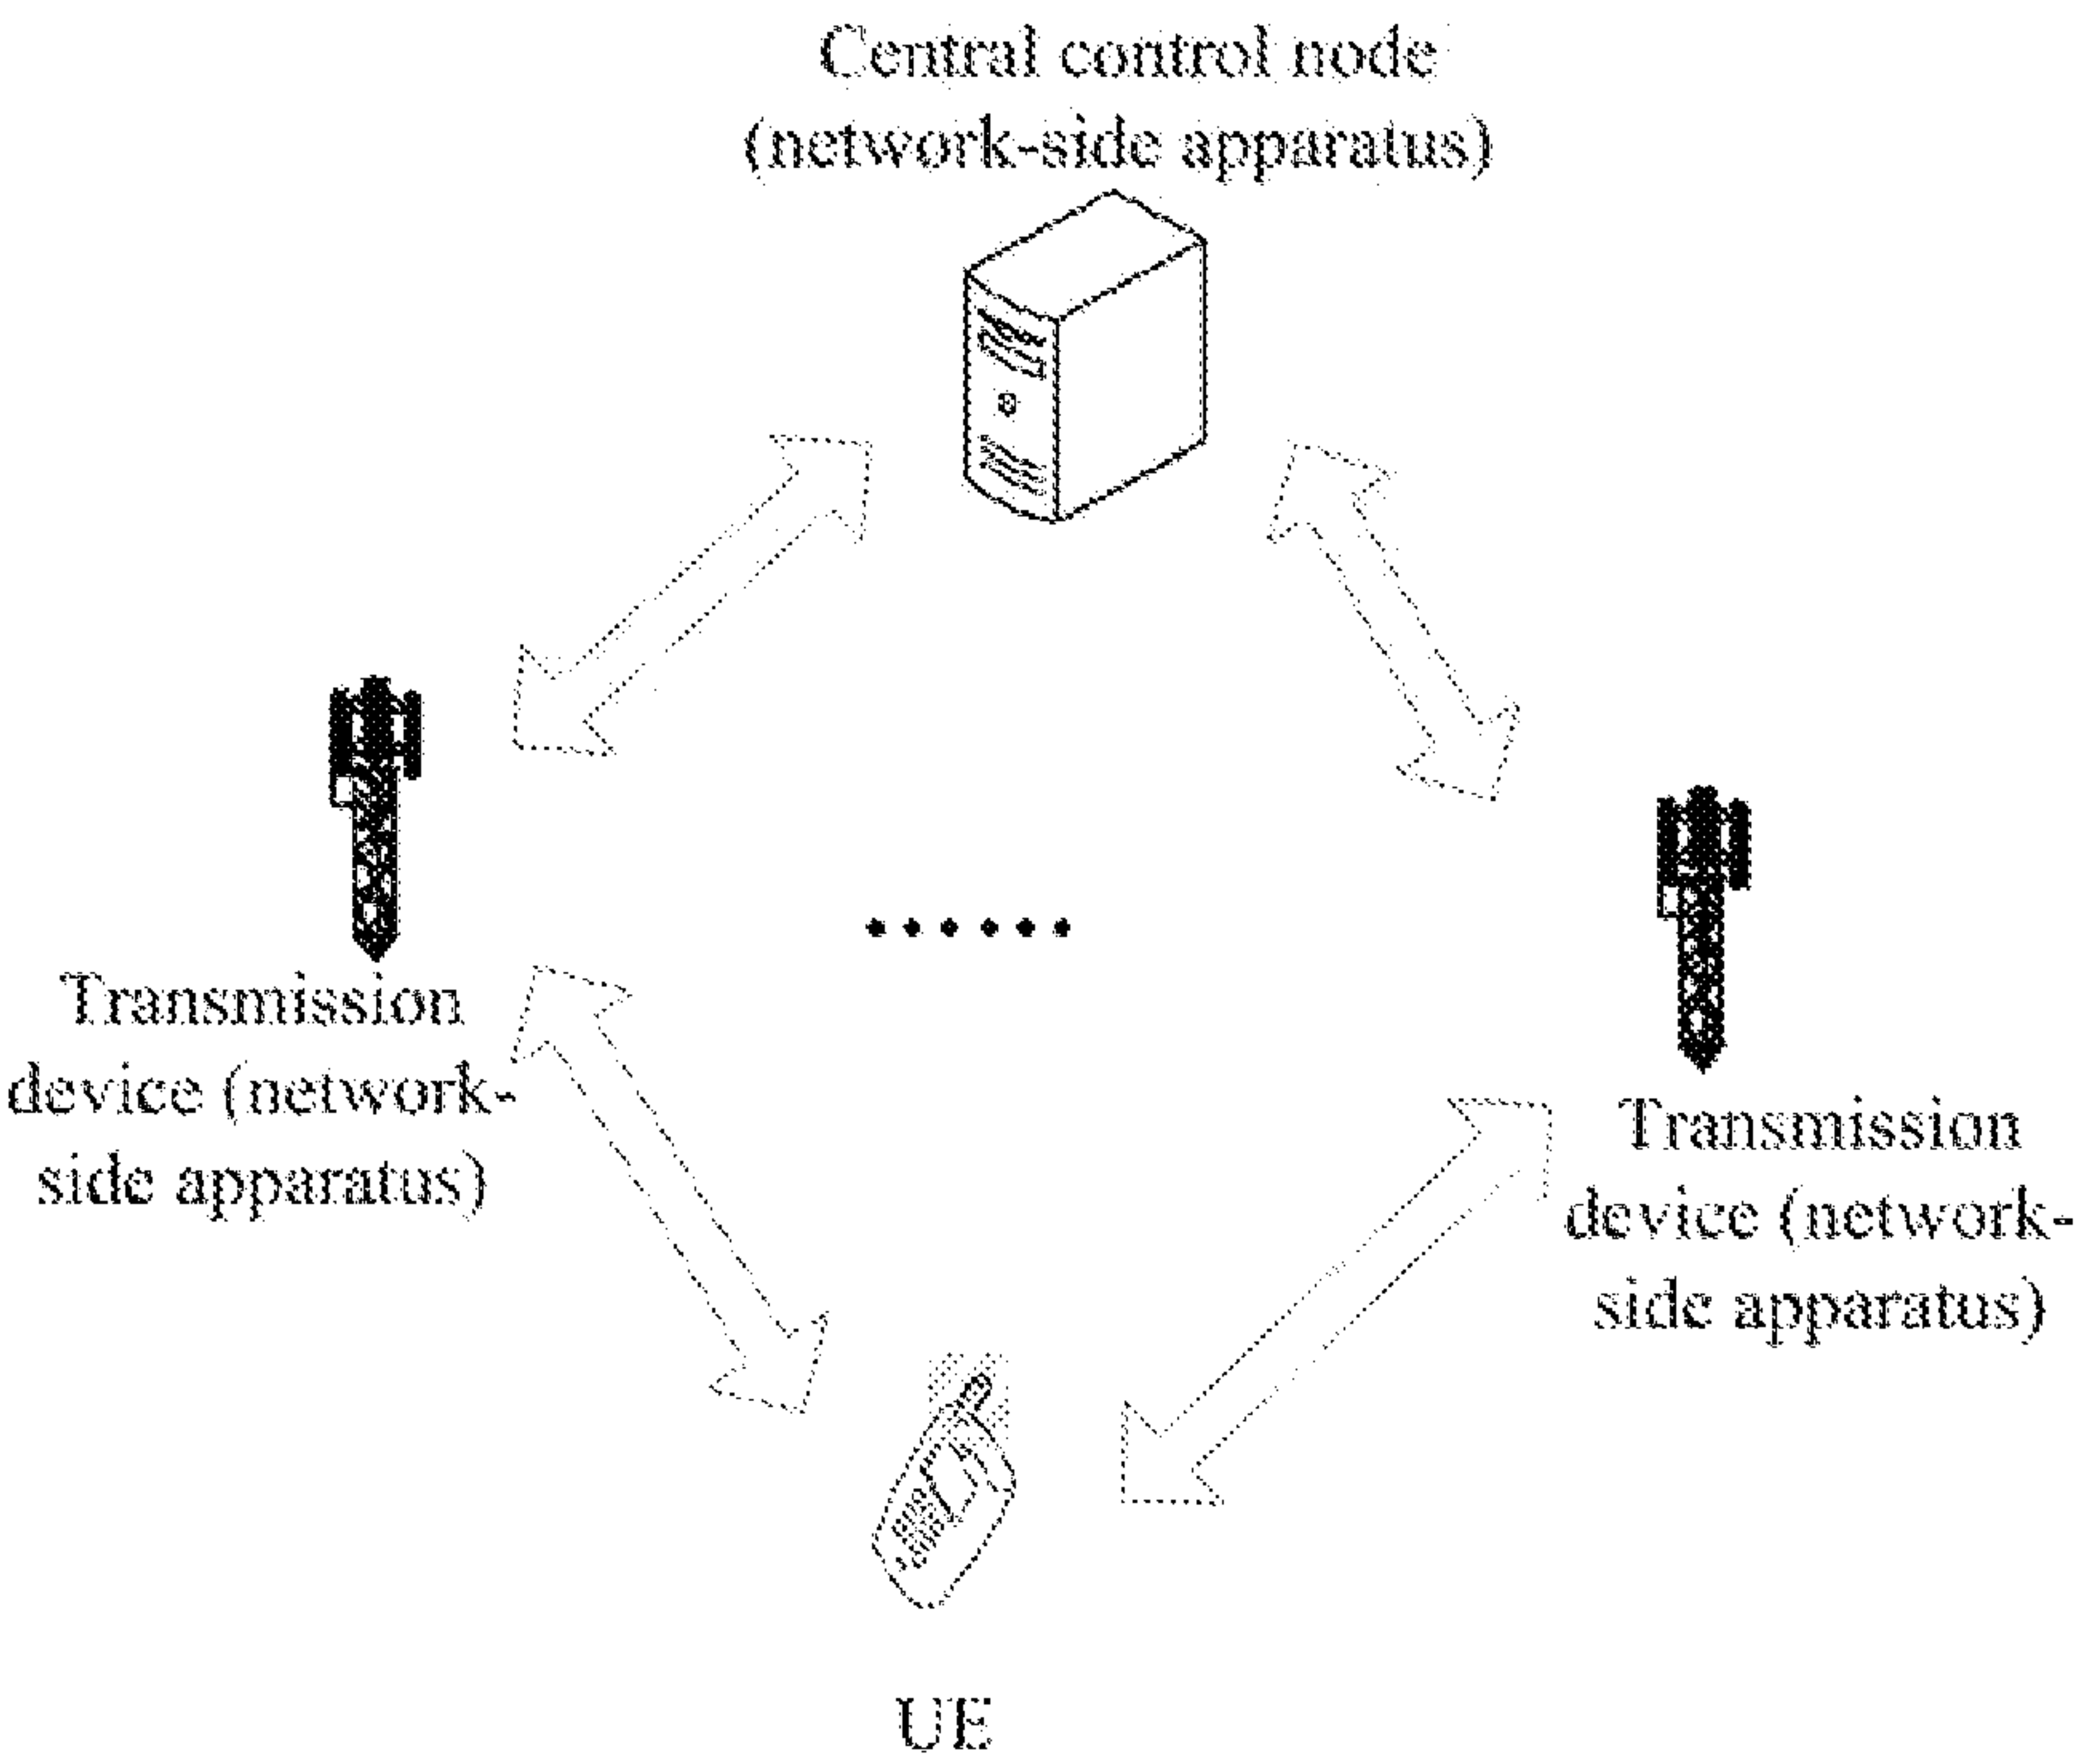 Central control node
(network-side apparatus)
Transmission
device (network-
side apparatus)
Transmission
device (network-
side apparatus)
UE